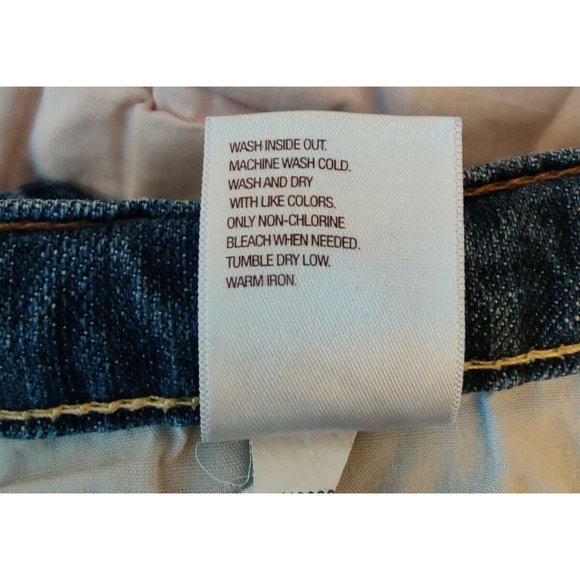 WASH INSIDE OUT.
MACHINE WASH COLD.
WASH AND DRY
WITH LIKE COLORS.
ONLY NON-CHLORINE
BLEACH WHEN NEEDED.
TUMBLE DRY LOW.
WARM IRON.